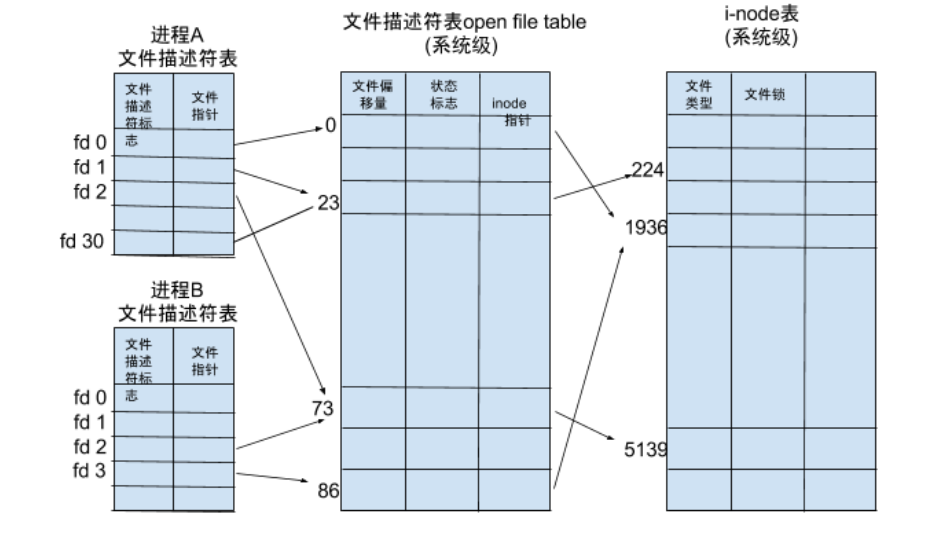 进程A
文件描述符表
文件
描述
符标
志
文件
指针
fd 0
fd 1
fd 2
fd 30
进程B
文件描述符表
文件
描述
符标
志
文件
指针
fd 0
fd 1
fd 2
fd 3
文件描述符表open file table
(系统级)
文件偏
移量
状态
标志
inode
指针
0
23
73
86
i-node表
(系统级)
文件
类型
文件锁
224
1936
5139